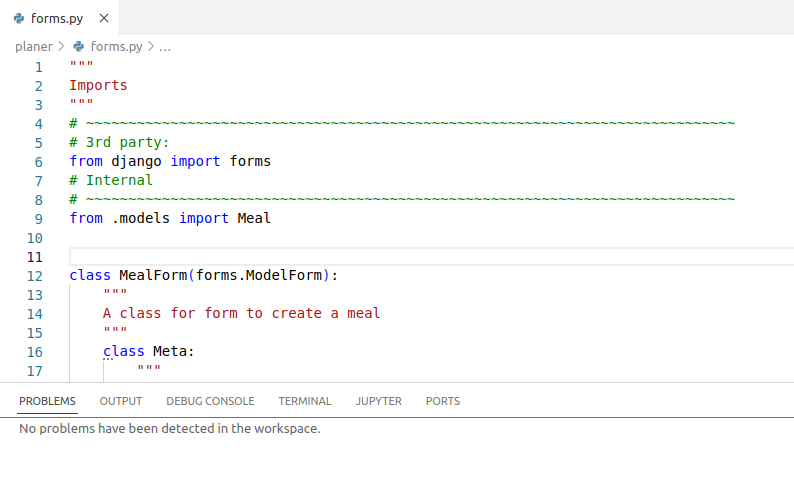 forms.py ×
planer > forms.py > ...
1 """
2 Imports
3 """
4 # ~~~~~~~~~~~~~~~~~~~~~~~~~~~~~~~~~~~~~~~~~~~~~~~~~~~~~~~~~~~~~~~~~~~~~~~~~~~~~
5 # 3rd party:
6 from django import forms
7 # Internal
8 # ~~~~~~~~~~~~~~~~~~~~~~~~~~~~~~~~~~~~~~~~~~~~~~~~~~~~~~~~~~~~~~~~~~~~~~~~~~~~~
9 from .models import Meal
10
11
12 class MealForm(forms.ModelForm):
13     """
14     A class for form to create a meal
15     """
16     class Meta:
17         """
PROBLEMS OUTPUT DEBUG CONSOLE TERMINAL JUPYTER PORTS
No problems have been detected in the workspace.